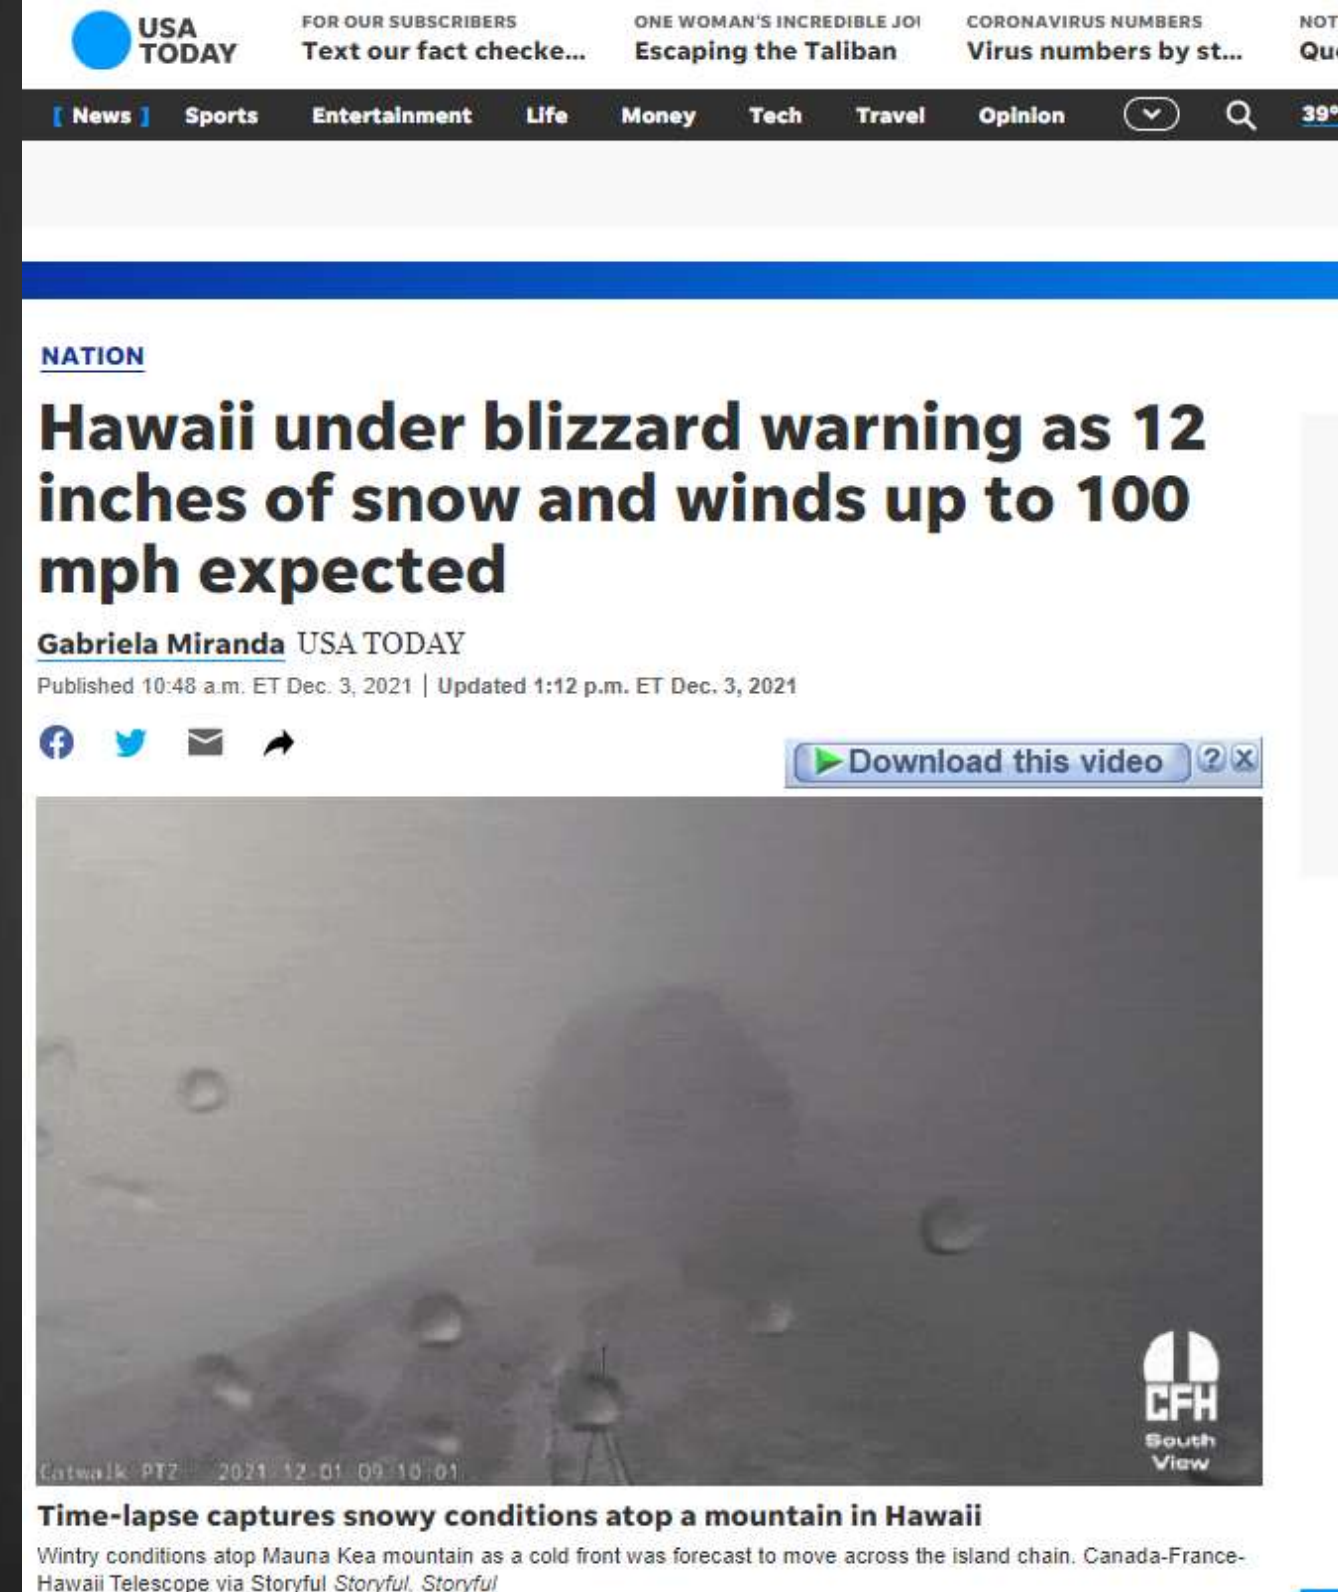 USA
TODAY
FOR OUR SUBSCRIBERS
Text our fact checke...
ONE WOMAN'S INCREDIBLE JO
Escaping the Taliban
CORONAVIRUS NUMBERS
Virus numbers by st...
NOT
Qu
[ News ] Sports Entertainment Life Money Tech Travel Opinion 39°
NATION
Hawaii under blizzard warning as 12
inches of snow and winds up to 100
mph expected
Gabriela Miranda USA TODAY
Published 10:48 a.m. ET Dec. 3, 2021 | Updated 1:12 p.m. ET Dec. 3, 2021
Download this video ? X
CFH
South
View
Catwalk PTZ 2021-12-01 09:10:01
Time-lapse captures snowy conditions atop a mountain in Hawaii
Wintry conditions atop Mauna Kea mountain as a cold front was forecast to move across the island chain. Canada-France-
Hawaii Telescope via Storyful Storyful, Storyful